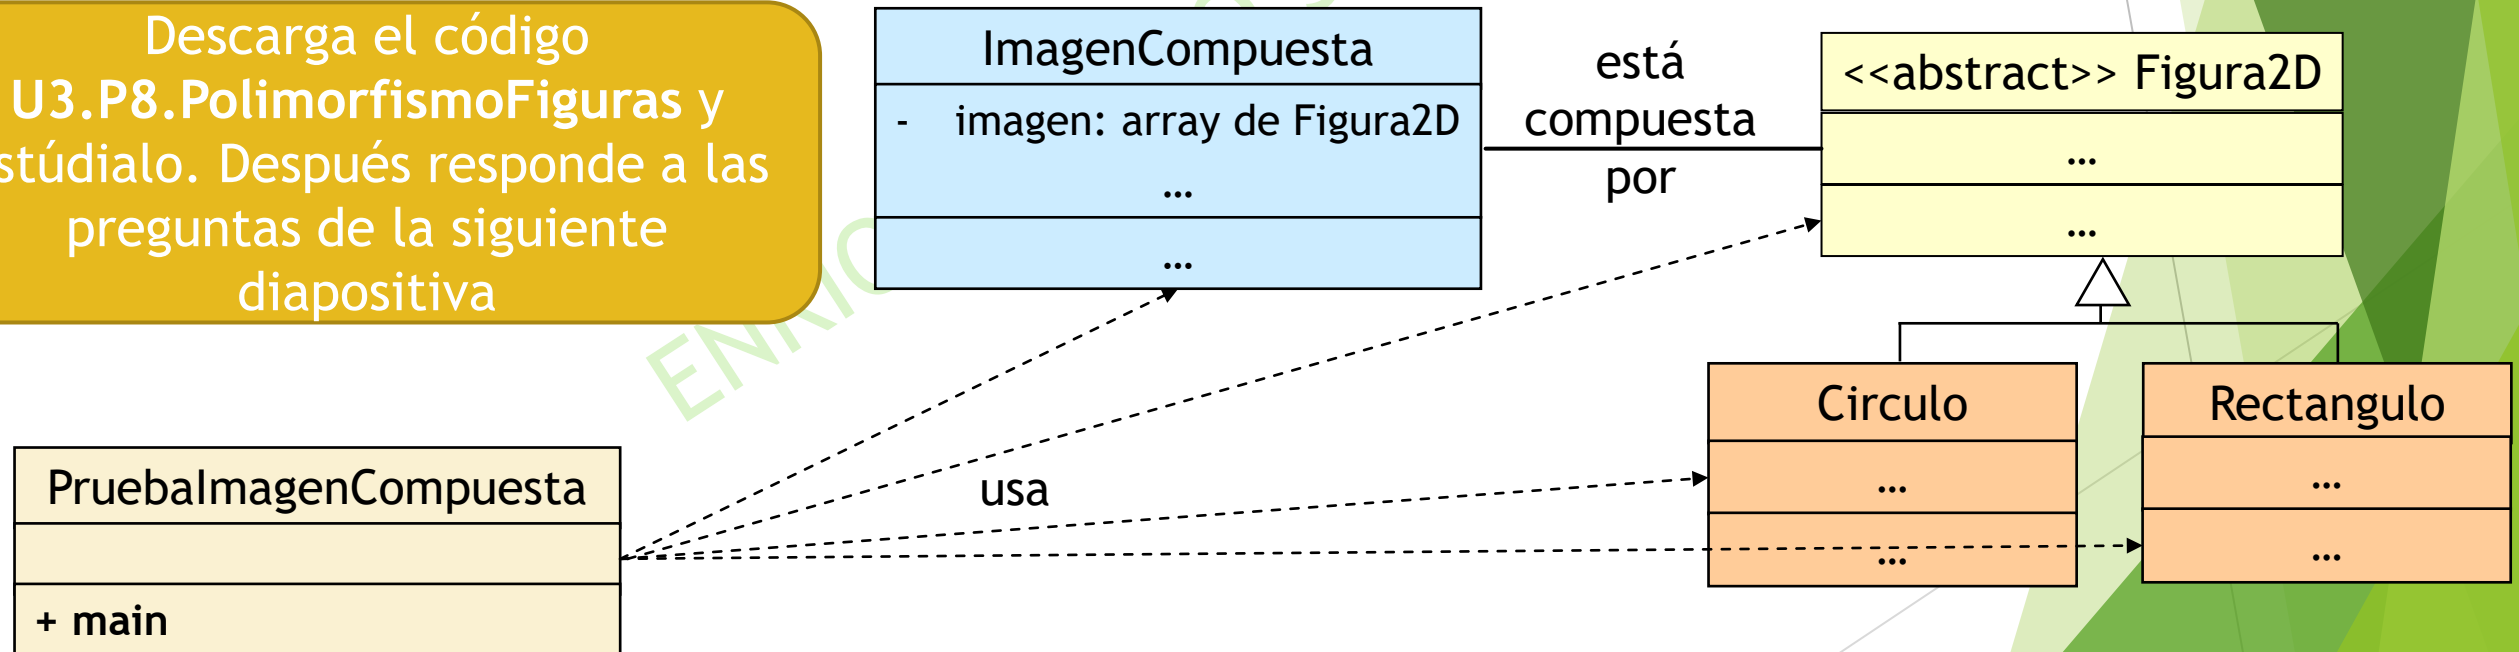 Descarga el código
U3.P8.PolimorfismoFiguras y
stúdialo. Después responde a las
preguntas de la siguiente
diapositiva
ImagenCompuesta
- imagen: array de Figura2D
…
…
está
compuesta
por
<<abstract>> Figura2D
…
…
Circulo
…
…
Rectangulo
…
…
usa
PruebaImagenCompuesta
+ main